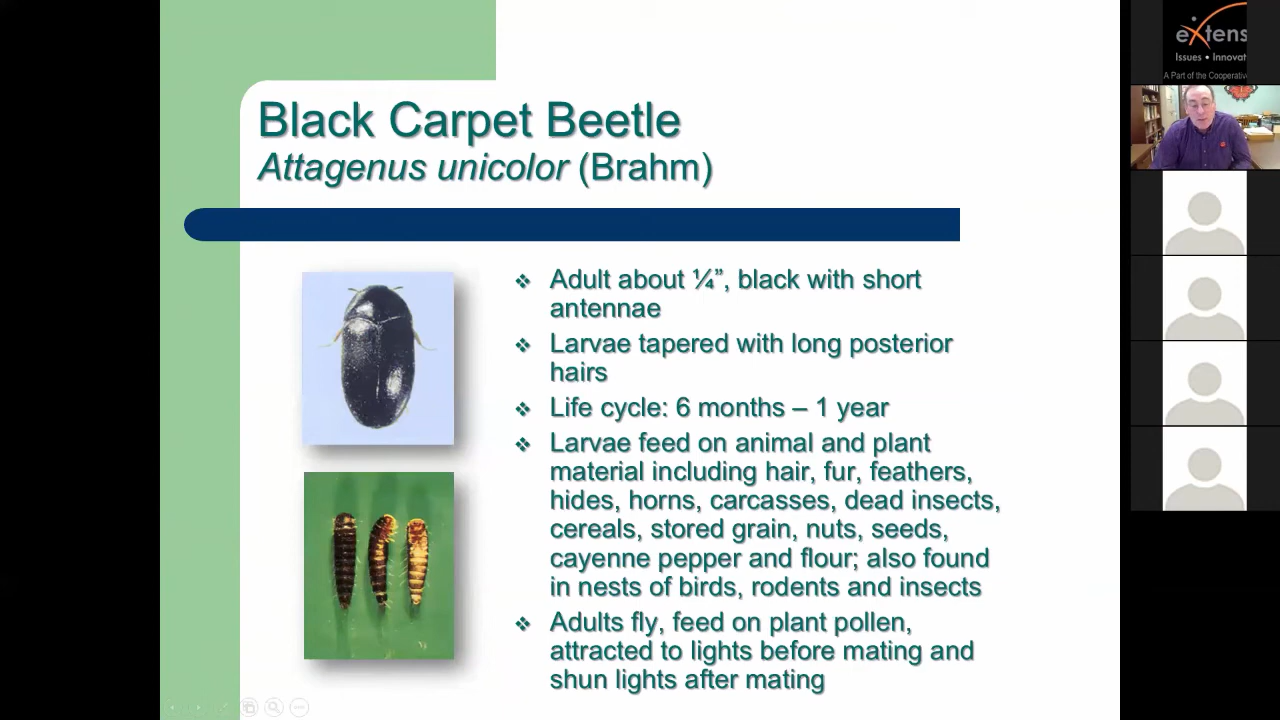 Black Carpet Beetle
Attagenus unicolor (Brahm)
❖ Adult about ¼”, black with short
antennae
❖ Larvae tapered with long posterior
hairs
❖ Life cycle: 6 months – 1 year
❖ Larvae feed on animal and plant
material including hair, fur, feathers,
hides, horns, carcasses, dead insects,
cereals, stored grain, nuts, seeds,
cayenne pepper and flour; also found
in nests of birds, rodents and insects
❖ Adults fly, feed on plant pollen,
attracted to lights before mating and
shun lights after mating
eXtens
Issues • Innovat
A Part of the Cooperativ